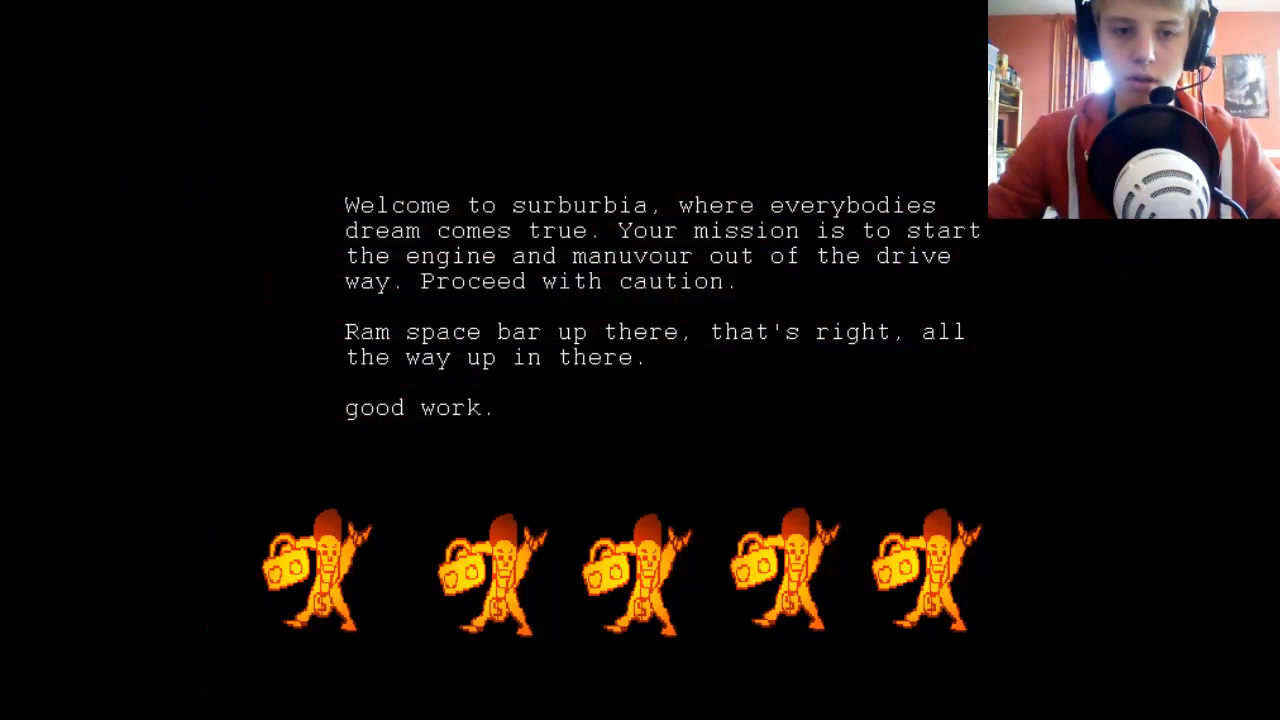 Welcome to surburbia, where everybodies
dream comes true. Your mission is to start
the engine and manuvour out of the drive
way. Proceed with caution.
Ram space bar up there, that's right, all
the way up in there.
good work.